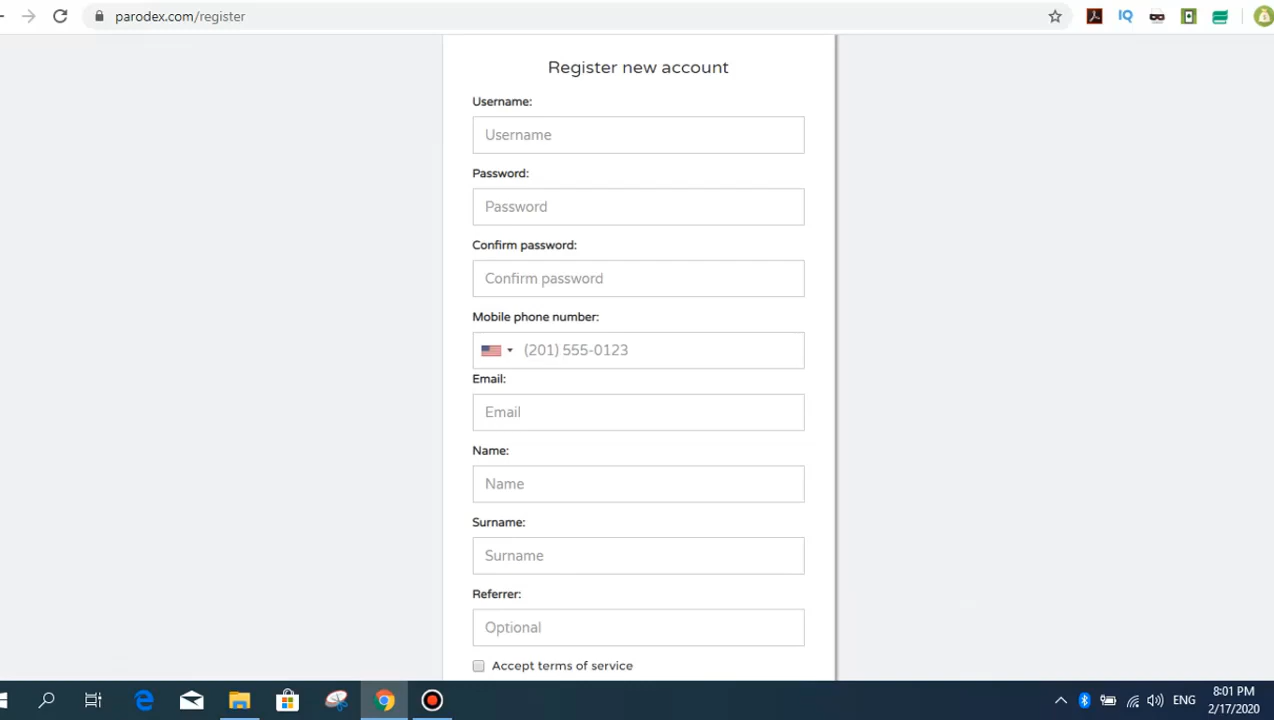 parodex.com/register
IQ
Register new account
Username:
Username
Password:
Password
Confirm password:
Confirm password
Mobile phone number:
(201) 555-0123
Email:
Email
Name:
Name
Surname:
Surname
Referrer:
Optional
Accept terms of service
ENG
8:01 PM
2/17/2020